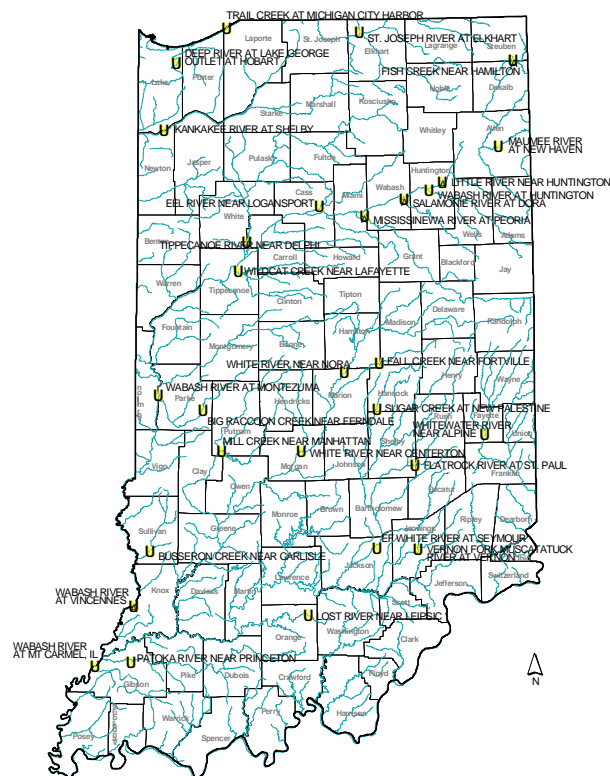 TRAIL CREEK AT MICHIGAN CITY HARBOR
ST. JOSEPH RIVER AT ELKHART
Laporte
St. Joseph
Elkhart
Lagrange
Steuben
DEEP RIVER AT LAKE GEORGE
OUTLET AT HOBART
FISH CREEK NEAR HAMILTON
Lake
Porter
Noble
Dekalb
Starke
Marshall
Kosciusko
KANKAKEE RIVER AT SHELBY
Whitley
Allen
MAUMEE RIVER
AT NEW HAVEN
Newton
Jasper
Pulaski
Fulton
Huntington
LITTLE RIVER NEAR HUNTINGTON
WABASH RIVER AT HUNTINGTON
SALAMONIE RIVER AT DORA
MISSISSINEWA RIVER AT PEORIA
Cass
Miami
Wabash
EEL RIVER NEAR LOGANSPORT
White
Wells
Adams
Benton
TIPPECANOE RIVER NEAR DELPHI
Carroll
Howard
Grant
Blackford
Jay
WILDCAT CREEK NEAR LAFAYETTE
Warren
Tippecanoe
Clinton
Tipton
Delaware
Randolph
Fountain
Montgomery
Boone
Hamilton
Madison
WHITE RIVER NEAR NORA
FALL CREEK NEAR FORTVILLE
Henry
Wayne
WABASH RIVER AT MONTEZUMA
Parke
Hendricks
Marion
Hancock
SUGAR CREEK AT NEW PALESTINE
BIG RACCOON CREEK NEAR FERNDALE
Rush
Fayette
Union
WHITEWATER RIVER
NEAR ALPINE
Putnam
MILL CREEK NEAR MANHATTAN
WHITE RIVER NEAR CENTERTON
Shelby
FLATROCK RIVER AT ST. PAUL
Vigo
Clay
Morgan
Johnson
Franklin
Owen
Decatur
Sullivan
Greene
Monroe
Brown
Bartholomew
Jennings
Ripley
Dearborn
EF WHITE RIVER AT SEYMOUR
BUSSERON CREEK NEAR CARLISLE
VERNON FORK MUSCATATUCK
RIVER AT VERNON
Jackson
Switzerland
Lawrence
Jefferson
Knox
Daviess
Martin
WABASH RIVER
AT VINCENNES
Scott
LOST RIVER NEAR LEIPSIC
Orange
Washington
Clark
WABASH RIVER
AT MT CARMEL, IL
PATOKA RIVER NEAR PRINCETON
Gibson
Pike
Dubois
Crawford
Floyd
Harrison
Posey
Warrick
Spencer
Perry
N